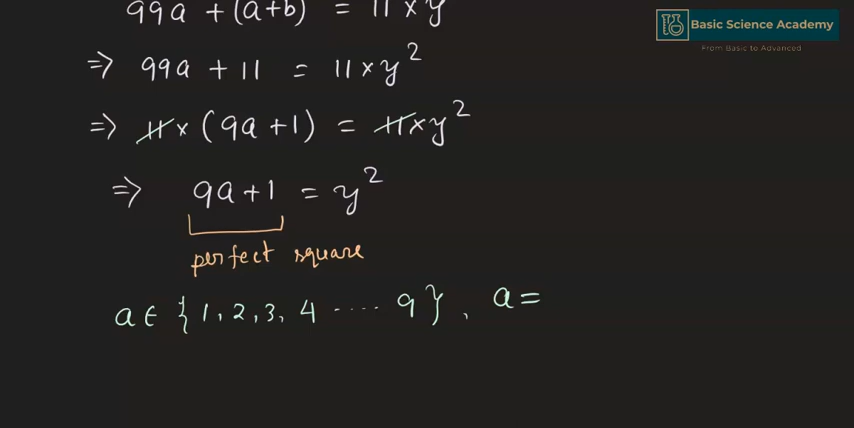 Basic Science Academy
From Basic to Advanced
99a + (a+b) = 11 × y
⇒ 99a + 11 = 11 × y²
⇒ 11 × (9a + 1) = 11 × y²
⇒ 9a + 1 = y²
perfect square
a ∈ {1, 2, 3, 4 ..... 9}, a =